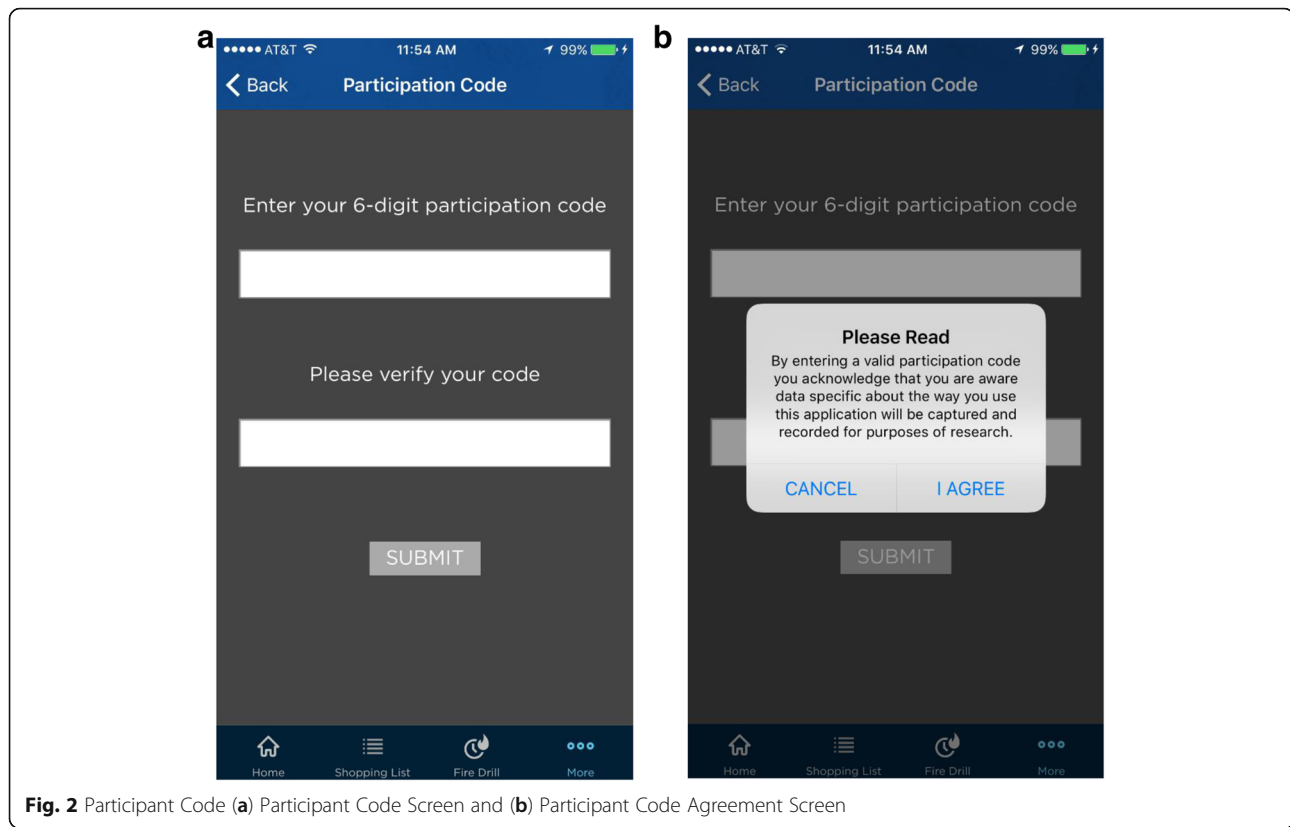 a
●●●●● AT&T 11:54 AM 99%
Back Participation Code
Enter your 6-digit participation code
Please verify your code
SUBMIT
Home Shopping List Fire Drill More
b
●●●●● AT&T 11:54 AM 99%
Back Participation Code
Enter your 6-digit participation code
Please Read
By entering a valid participation code
you acknowledge that you are aware
data specific about the way you use
this application will be captured and
recorded for purposes of research.
CANCEL I AGREE
SUBMIT
Home Shopping List Fire Drill More
Fig. 2 Participant Code (a) Participant Code Screen and (b) Participant Code Agreement Screen